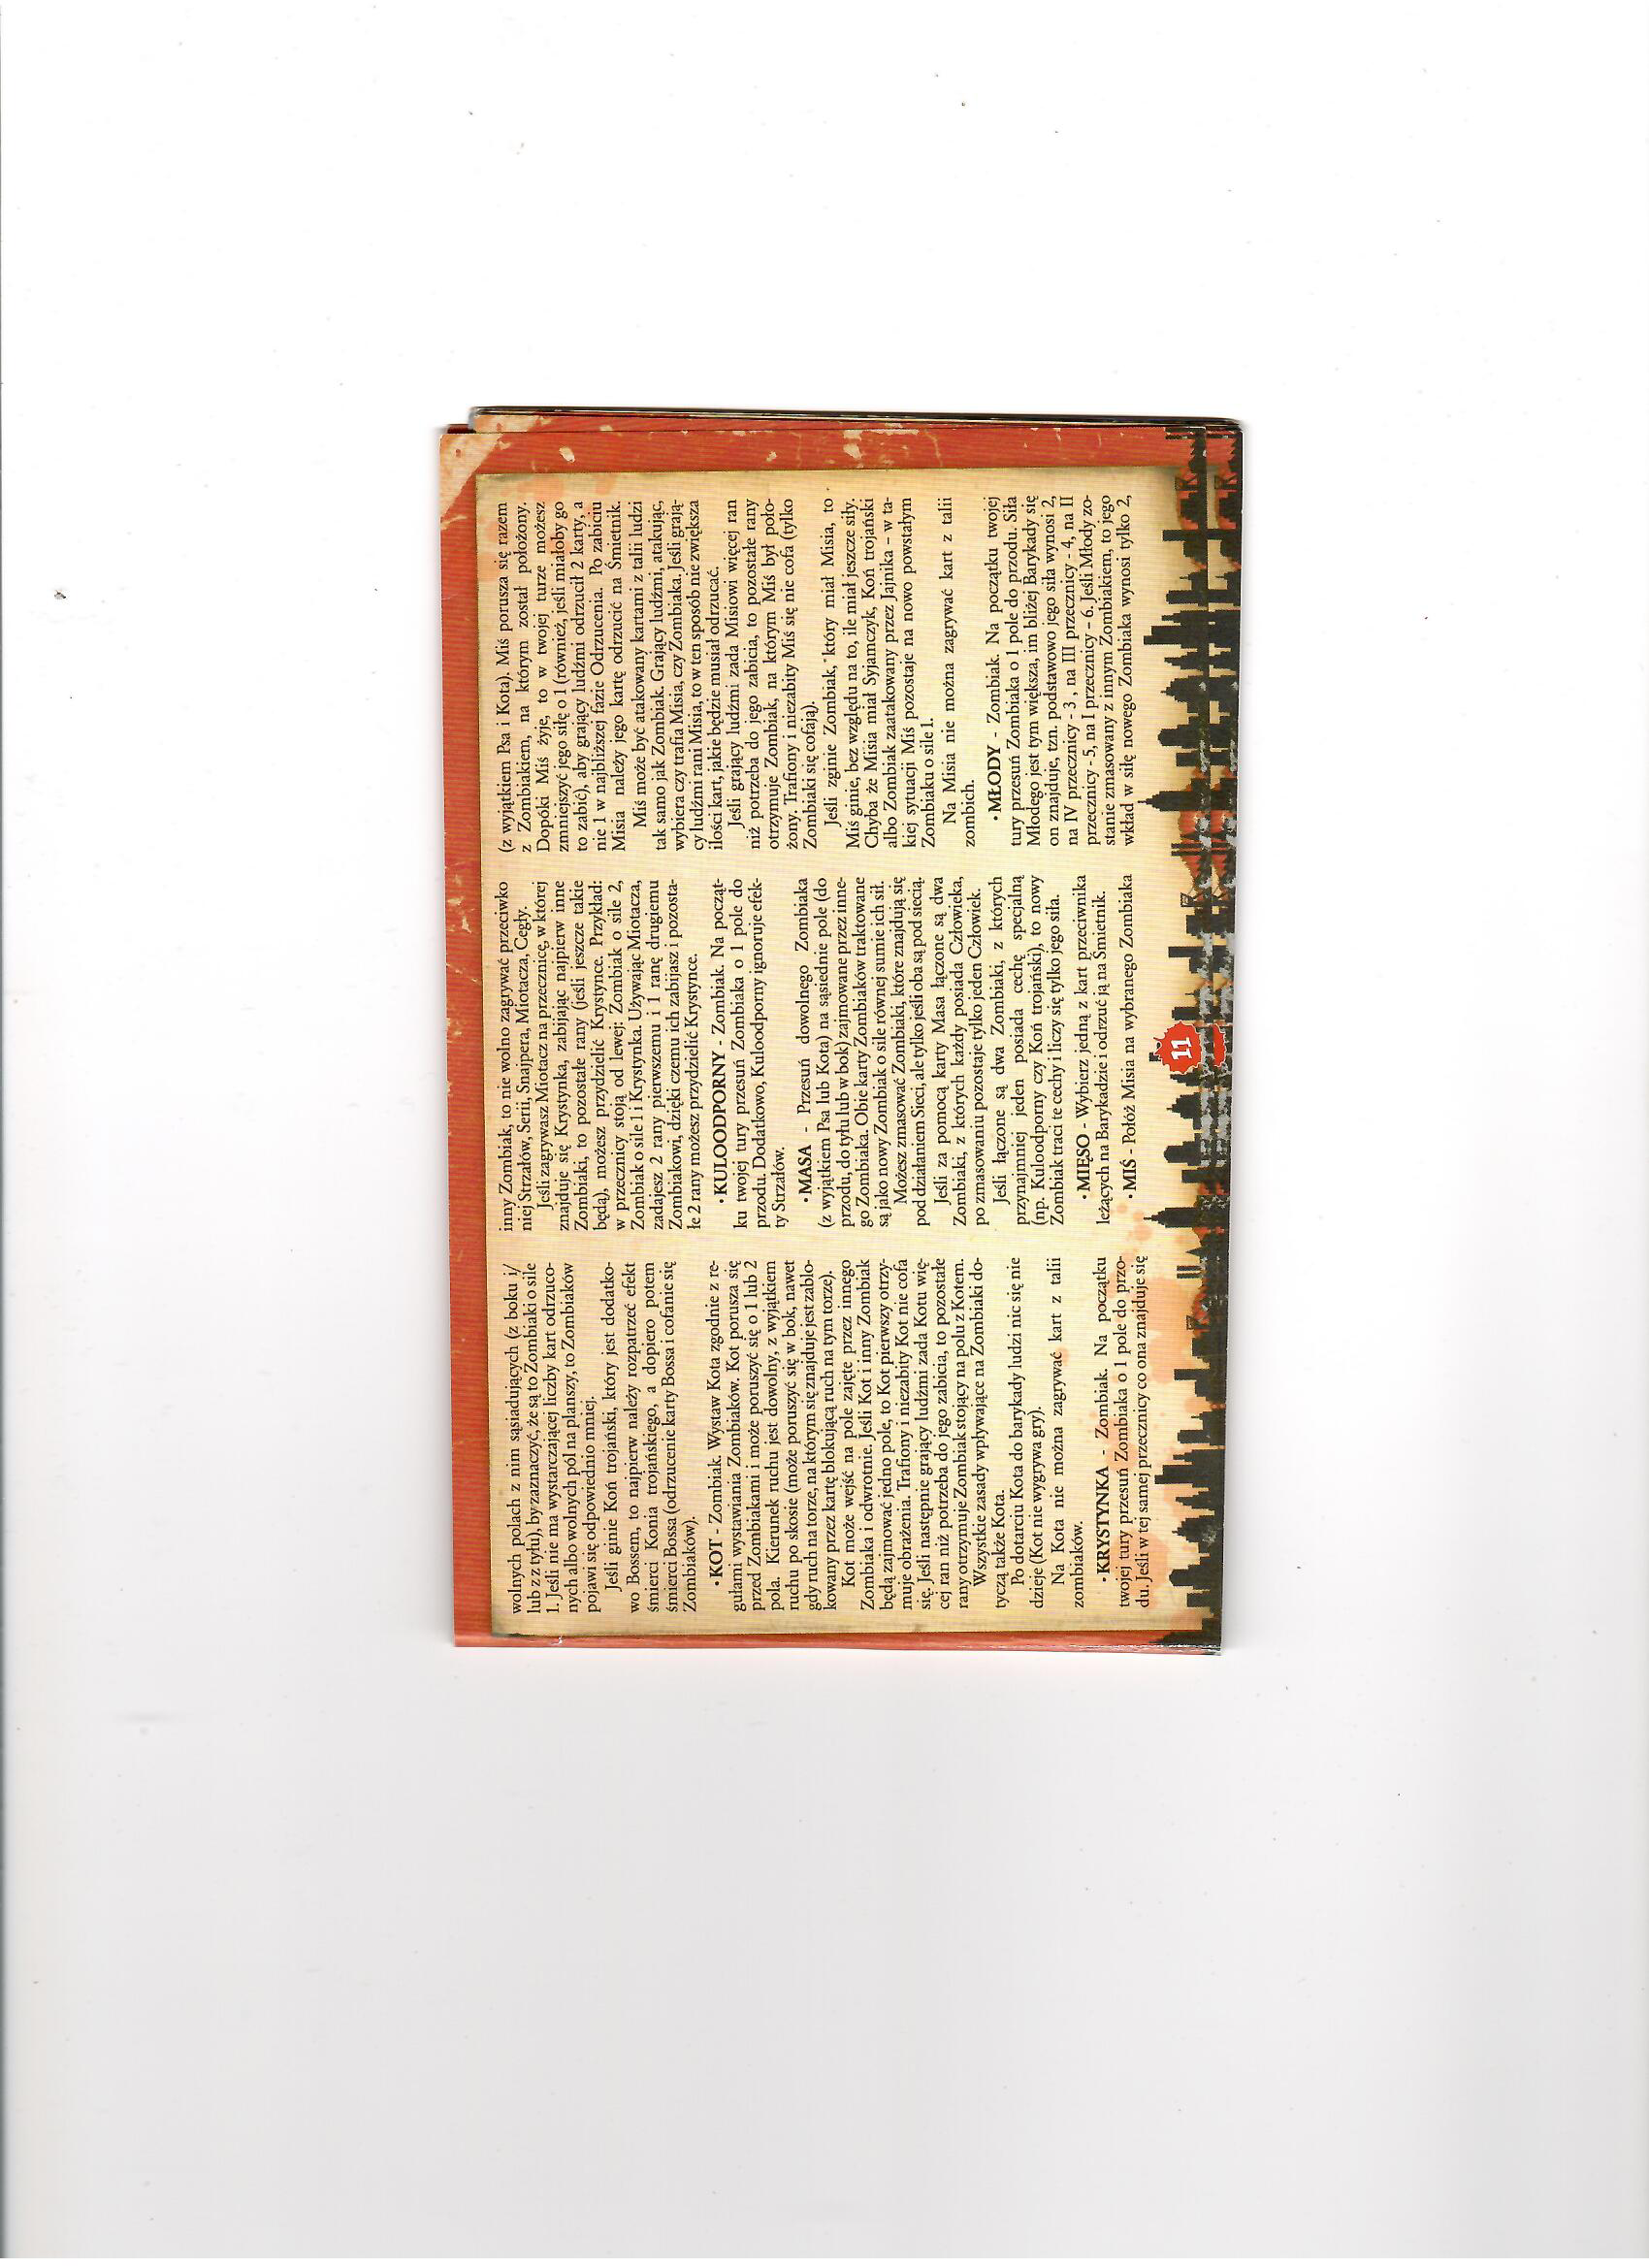 wolnych polach z nim sąsiadujących (z boku i/
lub z z tyłu), by zaznaczyć, że są to Zombiaki o sile
1. Jeśli nie ma wystarczającej liczby kart odrzuco-
nych albo wolnych pól na planszy, to Zombiaków
pojawi się odpowiednio mniej.
Jeśli ginie Koń trojański, który jest dodatko-
wo Bossem, to najpierw należy rozpatrzeć efekt
śmierci Konia trojańskiego, a dopiero potem
śmierci Bossa (odrzucenie karty Bossa i cofanie się
Zombiaków).
• KOT - Zombiak. Wystaw Kota zgodnie z re-
gułami wystawiania Zombiaków. Kot porusza się
przed Zombiakami i może poruszyć się o 1 lub 2
pola. Kierunek ruchu jest dowolny, z wyjątkiem
ruchu po skosie (może poruszyć się w bok, nawet
gdy ruch na torze, na którym się znajduje jest zablo-
kowany przez kartę blokującą ruch na tym torze).
Kot może wejść na pole zajęte przez innego
Zombiaka i odwrotnie. Jeśli Kot i inny Zombiak
będą zajmować jedno pole, to Kot pierwszy otrzy-
muje obrażenia. Trafiony i niezabity Kot nie cofa
się. Jeśli następnie grający ludźmi zada Kotu wię-
cej ran niż potrzeba do jego zabicia, to pozostałe
rany otrzymuje Zombiak stojący na polu z Kotem.
Wszystkie zasady wpływające na Zombiaki do-
tyczą także Kota.
Po dotarciu Kota do barykady ludzi nic się nie
dzieje (Kot nie wygrywa gry).
Na Kota nie można zagrywać kart z talii
zombiaków.
• KRYSTYNKA - Zombiak. Na początku
twojej tury przesuń Zombiaka o 1 pole do przo-
du. Jeśli w tej samej przecznicy co ona znajduje się
inny Zombiak, to nie wolno zagrywać przeciwko
niej Strzałów, Serii, Snajpera, Miotacza, Cegły.
Jeśli zagrywasz Miotacz na przecznicę, w której
znajduje się Krystynka, zabijając najpierw inne
Zombiaki, to pozostałe rany (jeśli jeszcze takie
będą), możesz przydzielić Krystynce. Przykład:
w przecznicy stoją od lewej: Zombiak o sile 2,
Zombiak o sile 1 i Krystynka. Używając Miotacza,
zadajesz 2 rany pierwszemu i 1 ranę drugiemu
Zombiakowi, dzięki czemu ich zabijasz i pozosta-
łe 2 rany możesz przydzielić Krystynce.
• KULOODPORNY - Zombiak. Na począt-
ku twojej tury przesuń Zombiaka o 1 pole do
przodu. Dodatkowo, Kuloodporny ignoruje efek-
ty Strzałów.
• MASA - Przesuń dowolnego Zombiaka
(z wyjątkiem Psa lub Kota) na sąsiednie pole (do
przodu, do tyłu lub w bok) zajmowane przez inne-
go Zombiaka. Obie karty Zombiaków traktowane
są jako nowy Zombiak o sile równej sumie ich sił.
Możesz zmasować Zombiaki, które znajdują się
pod działaniem Sieci, ale tylko jeśli oba są pod siecią.
Jeśli za pomocą karty Masa łączone są dwa
Zombiaki, z których każdy posiada Człowieka,
po zmasowaniu pozostaje tylko jeden Człowiek.
Jeśli łączone są dwa Zombiaki, z których
przynajmniej jeden posiada cechę specjalną
(np. Kuloodporny czy Koń trojański), to nowy
Zombiak traci te cechy i liczy się tylko jego siła.
• MIĘSO - Wybierz jedną z kart przeciwnika
leżących na Barykadzie i odrzuć ją na Śmietnik.
• MIŚ - Połóż Misia na wybranego Zombiaka
(z wyjątkiem Psa i Kota). Miś porusza się razem
z Zombiakiem, na którym został położony.
Dopóki Miś żyje, to w twojej turze możesz
zmniejszyć jego siłę o 1 (również, jeśli miałoby go
to zabić), aby grający ludźmi odrzucił 2 karty, a
nie 1 w najbliższej fazie Odrzucenia. Po zabiciu
Misia należy jego kartę odrzucić na Śmietnik.
Miś może być atakowany kartami z talii ludzi
tak samo jak Zombiak. Grający ludźmi, atakując,
wybiera czy trafia Misia, czy Zombiaka. Jeśli grają-
cy ludźmi rani Misia, to w ten sposób nie zwiększa
ilości kart, jakie będzie musiał odrzucać.
Jeśli grający ludźmi zada Misiowi więcej ran
niż potrzeba do jego zabicia, to pozostałe rany
otrzymuje Zombiak, na którym Miś był poło-
żony. Trafiony i niezabity Miś się nie cofa (tylko
Zombiaki się cofają).
Jeśli zginie Zombiak, który miał Misia, to
Miś ginie, bez względu na to, ile miał jeszcze siły.
Chyba że Misia miał Syjamczyk, Koń trojański
albo Zombiak zaatakowany przez Jajnika – w ta-
kiej sytuacji Miś pozostaje na nowo powstałym
Zombiaku o sile 1.
Na Misia nie można zagrywać kart z talii
zombich.
• MŁODY - Zombiak. Na początku twojej
tury przesuń Zombiaka o 1 pole do przodu. Siła
Młodego jest tym większa, im bliżej Barykady się
on znajduje, tzn. podstawowo jego siła wynosi 2,
na IV przecznicy - 3 , na III przecznicy - 4, na II
przecznicy - 5, na I przecznicy – 6. Jeśli Młody zo-
stanie zmasowany z innym Zombiakiem, to jego
wkład w siłę nowego Zombiaka wynosi tylko 2,
11